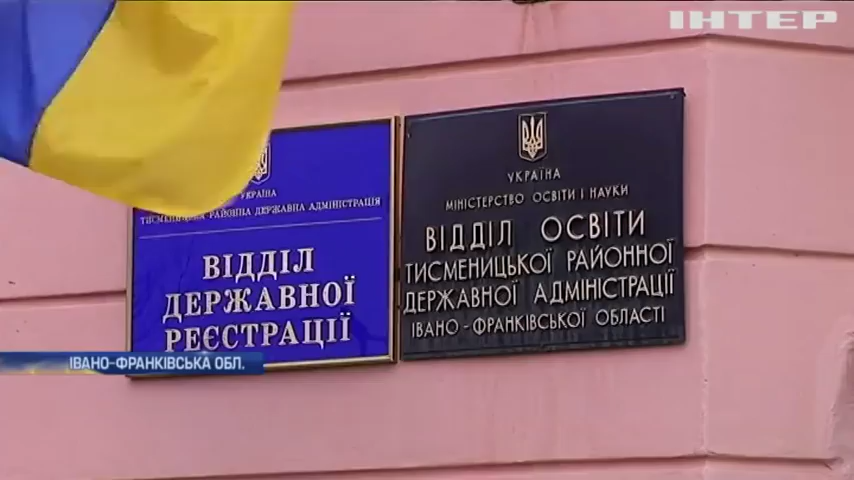 ІНТЕР
УКРАЇНА
ТИСМЕНИЦЬКА РАЙОННА ДЕРЖАВНА АДМІНІСТРАЦІЯ
ВІДДІЛ
ДЕРЖАВНОЇ
РЕЄСТРАЦІЇ
УКРАЇНА
МІНІСТЕРСТВО ОСВІТИ І НАУКИ
ВІДДІЛ ОСВІТИ
ТИСМЕНИЦЬКОЇ РАЙОННОЇ
ДЕРЖАВНОЇ АДМІНІСТРАЦІЇ
ІВАНО-ФРАНКІВСЬКОЇ ОБЛАСТІ
ІВАНО-ФРАНКІВСЬКА ОБЛ.